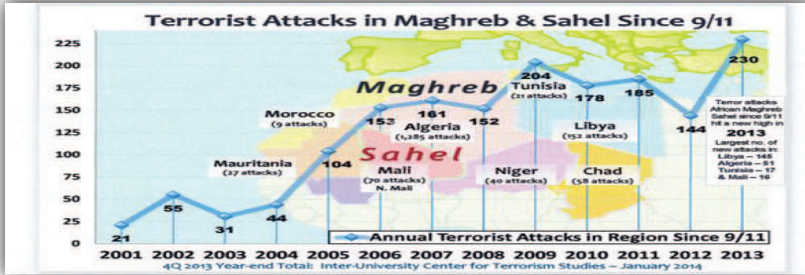 Terrorist Attacks in Maghreb & Sahel Since 9/11
225
200
175
150
125
100
75
50
25
0
21
55
31
44
104
153
161
152
204
178
185
144
230
Maghreb
Sahel
Morocco
(9 attacks)
Mauritania
(27 attacks)
Algeria
(1,285 attacks)
Mali
(70 attacks)
N. Mali
Tunisia
(21 attacks)
Niger
(40 attacks)
Libya
(152 attacks)
Chad
(58 attacks)
Terror attacks
African Maghreb
Sahel since 9/11
hit a new high in
2013
Largest no. of
new attacks in:
Libya – 145
Algeria – 51
Tunisia – 17
& Mali – 16
Annual Terrorist Attacks in Region Since 9/11
2001 2002 2003 2004 2005 2006 2007 2008 2009 2010 2011 2012 2013
4Q 2013 Year-end Total: Inter-University Center for Terrorism Studies – January 2014